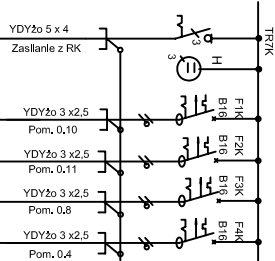 YDYżo 5 x 4
Zasilanie z RK
3
TR7K
3
H
YDYżo 3 x2,5
Pom. 0.10
B16
F1K
YDYżo 3 x2,5
Pom. 0.11
B16
F2K
YDYżo 3 x2,5
Pom. 0.8
B16
F3K
YDYżo 3 x2,5
Pom. 0.4
B16
F4K